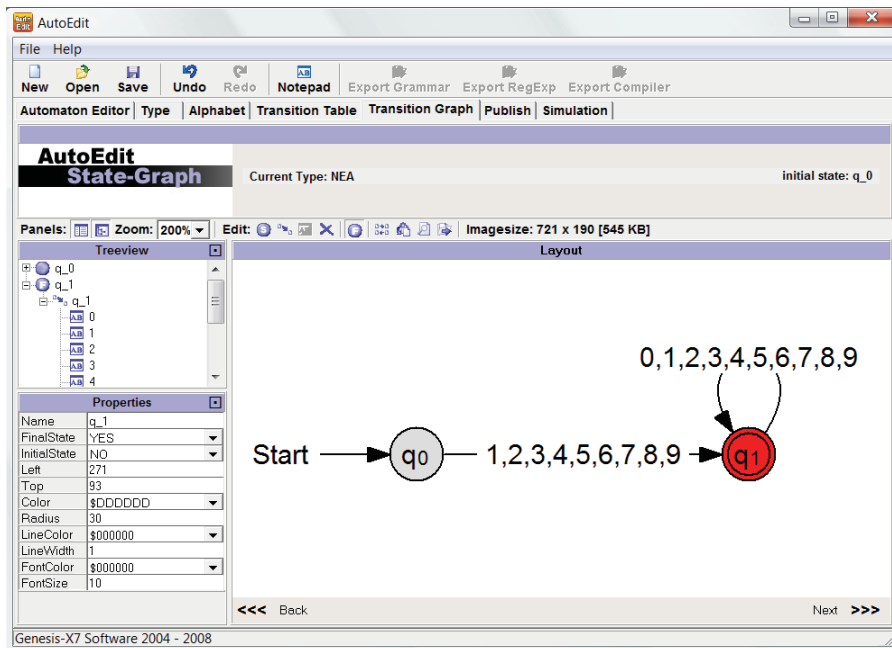 AutoEdit
File Help
New Open Save Undo Redo Notepad Export Grammar Export RegExp Export Compiler
Automaton Editor Type Alphabet Transition Table Transition Graph Publish Simulation
AutoEdit
State-Graph
Current Type: NEA
initial state: q_0
Panels: Zoom: 200% Edit: Imagesize: 721 x 190 [545 KB]
Treeview
q_0
q_1
q_1
0
1
2
3
4
Properties
Name q_1
FinalState YES
InitialState NO
Left 271
Top 93
Color $DDDDDD
Radius 30
LineColor $000000
LineWidth 1
FontColor $000000
FontSize 10
Layout
0,1,2,3,4,5,6,7,8,9
Start q0 1,2,3,4,5,6,7,8,9 q1
<<< Back Next >>>
Genesis-X7 Software 2004 - 2008